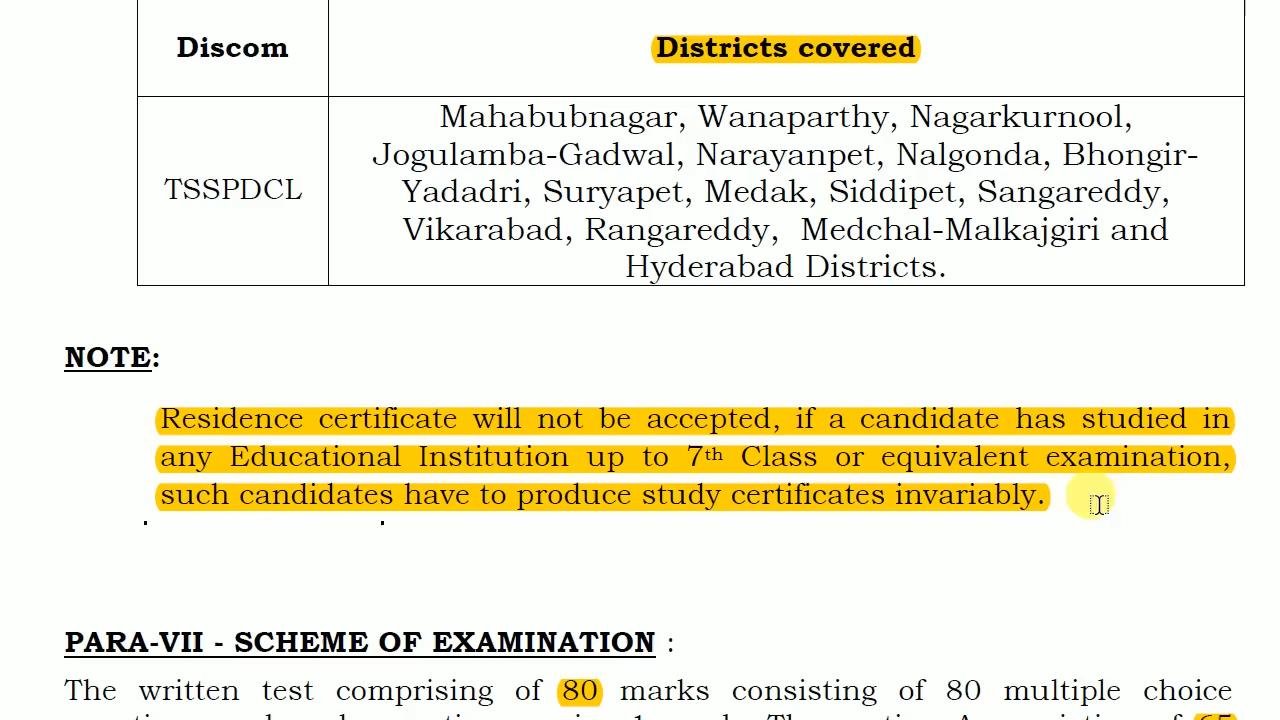 Discom
Districts covered
TSSPDCL
Mahabubnagar, Wanaparthy, Nagarkurnool,
Jogulamba-Gadwal, Narayanpet, Nalgonda, Bhongir-
Yadadri, Suryapet, Medak, Siddipet, Sangareddy,
Vikarabad, Rangareddy, Medchal-Malkajgiri and
Hyderabad Districts.
NOTE:
Residence certificate will not be accepted, if a candidate has studied in
any Educational Institution up to 7th Class or equivalent examination,
such candidates have to produce study certificates invariably.
PARA-VII - SCHEME OF EXAMINATION :
The written test comprising of 80 marks consisting of 80 multiple choice